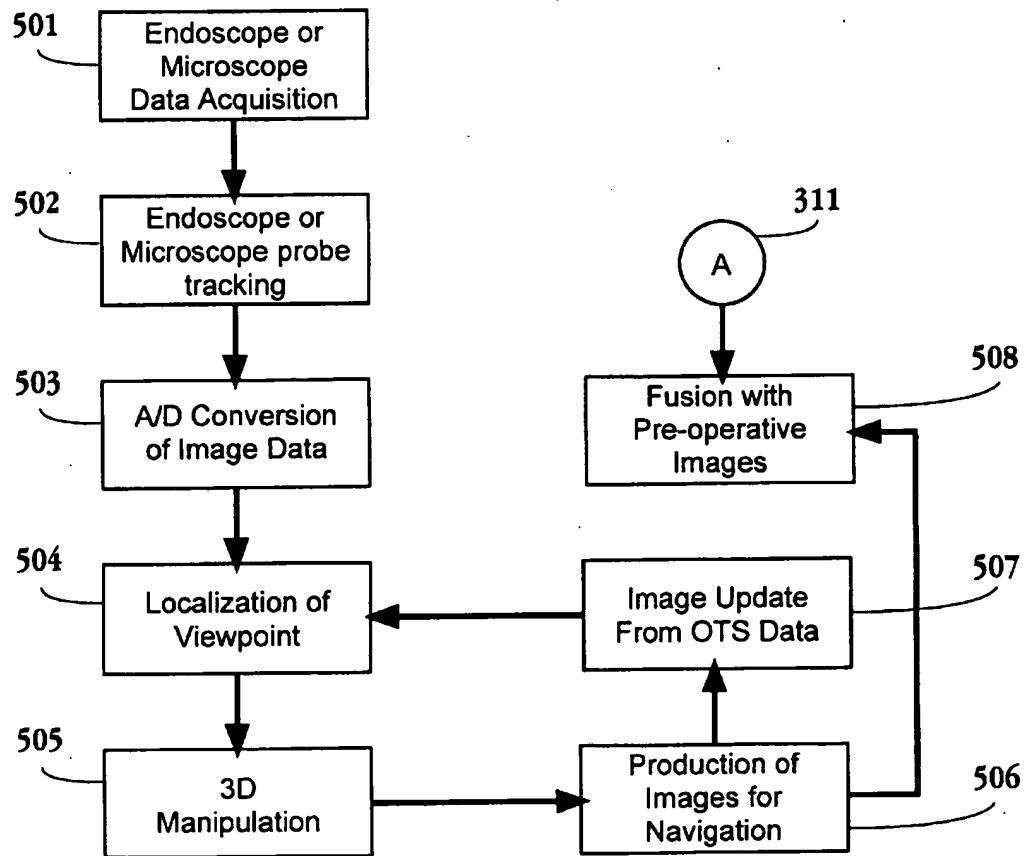 501
Endoscope or
Microscope
Data Acquisition
502
Endoscope or
Microscope probe
tracking
311
A
503
A/D Conversion
of Image Data
508
Fusion with
Pre-operative
Images
504
Localization of
Viewpoint
507
Image Update
From OTS Data
505
3D
Manipulation
506
Production of
Images for
Navigation